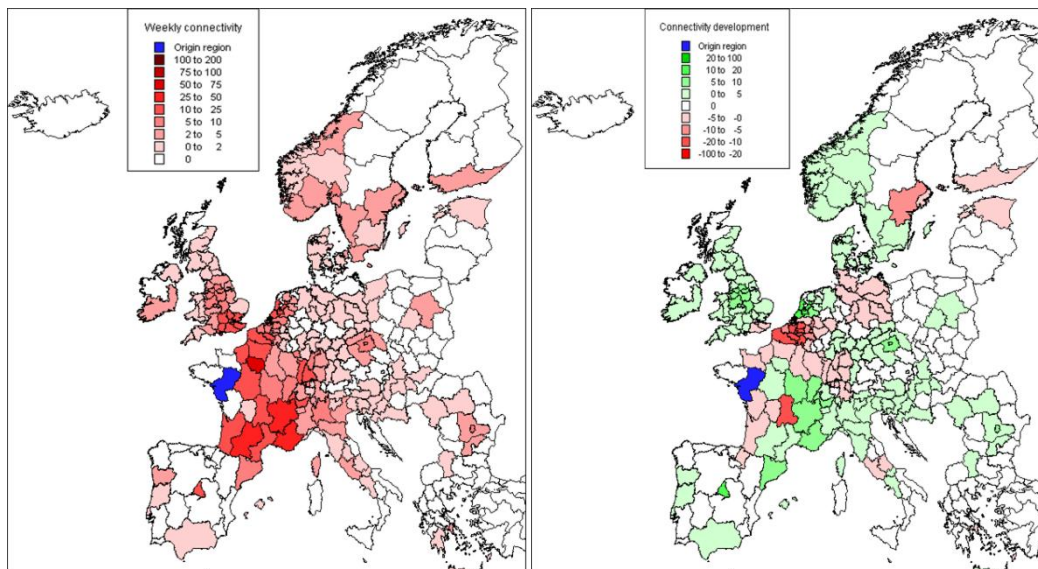 Weekly connectivity
Origin region
100 to 200
75 to 100
50 to 75
25 to 50
10 to 25
5 to 10
2 to 5
0 to 2
0
Connectivity development
Origin region
20 to 100
10 to 20
5 to 10
0 to 5
0
-5 to -0
-10 to -5
-20 to -10
-100 to -20